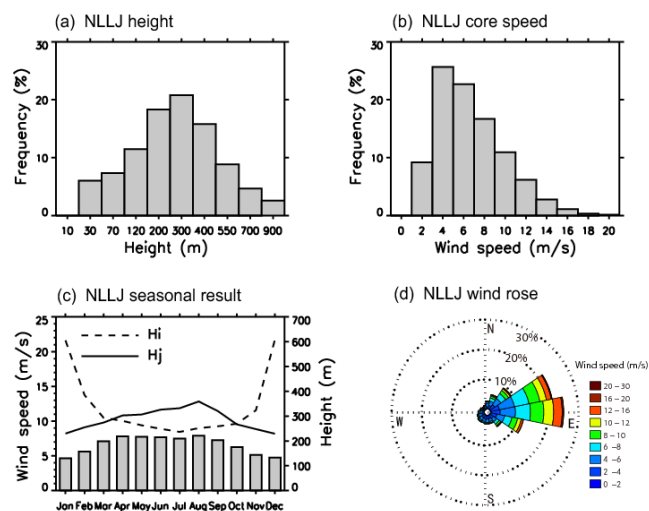 (a) NLLJ height
30
20
10
0
Frequency (%)
10 30 70 120 200 300 400 550 700 900
Height (m)
(b) NLLJ core speed
30
20
10
0
Frequency (%)
0 2 4 6 8 10 12 14 16 18 20
Wind speed (m/s)
(c) NLLJ seasonal result
25
20
15
10
5
0
Wind speed (m/s)
Hi
Hj
700
600
500
400
300
200
100
0
Height (m)
Jan Feb Mar Apr May Jun Jul Aug Sep Oct Nov Dec
(d) NLLJ wind rose
N
30%
20%
10%
W
E
S
Wind speed (m/s)
20 - 30
16 - 20
12 - 16
10 - 12
8 - 10
6 - 8
4 - 6
2 - 4
0 - 2